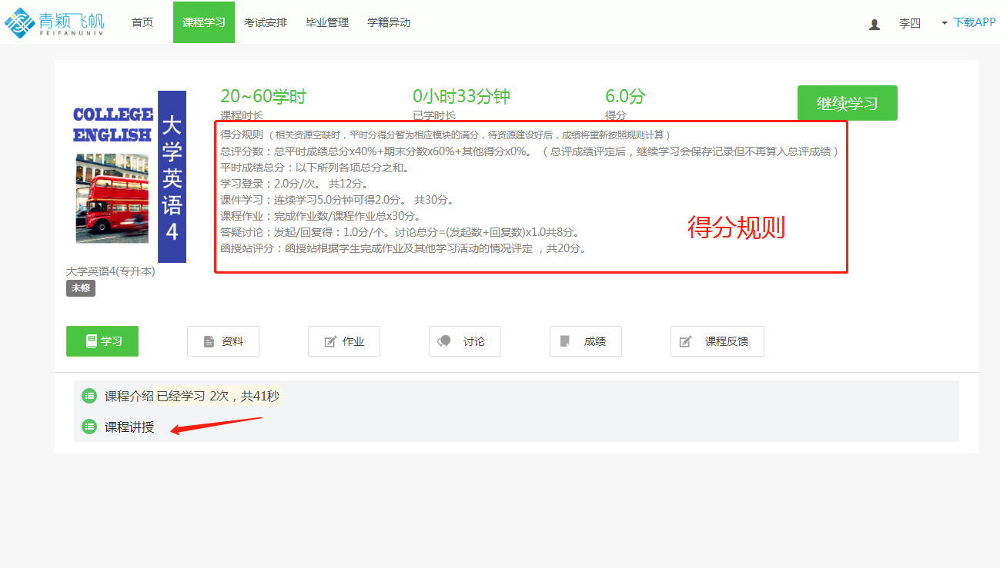 青颖飞帆
FEIFANUNIV
首页 课程学习 考试安排 毕业管理 学籍异动 李四 下载APP
COLLEGE
ENGLISH
大学英语4
大学英语4(专升本)
未修
20~60学时
课程时长
0小时33分钟
已学时长
6.0分
得分
继续学习
得分规则 ( 相关资源空缺时，平时分得分暂为相应模块的满分，待资源建设好后，成绩将重新按照规则计算 )
总评分数：总平时成绩总分x40%+期末分数x60%+其他得分x0%。 ( 总评成绩评定后，继续学习会保存记录但不再算入总评成绩 )
平时成绩总分：以下所列各项总分之和。
学习登录：2.0分/次。 共12分。
课件学习：连续学习5.0分钟可得2.0分。 共30分。
课程作业：完成作业数/课程作业总x30分。
答疑讨论：发起/回复得：1.0分/个。讨论总分=(发起数+回复数)x1.0共8分。
函授站评分：函授站根据学生完成作业及其他学习活动的情况评定 ，共20分。
得分规则
学习 资料 作业 讨论 成绩 课程反馈
课程介绍 已经学习 2次，共41秒
课程讲授